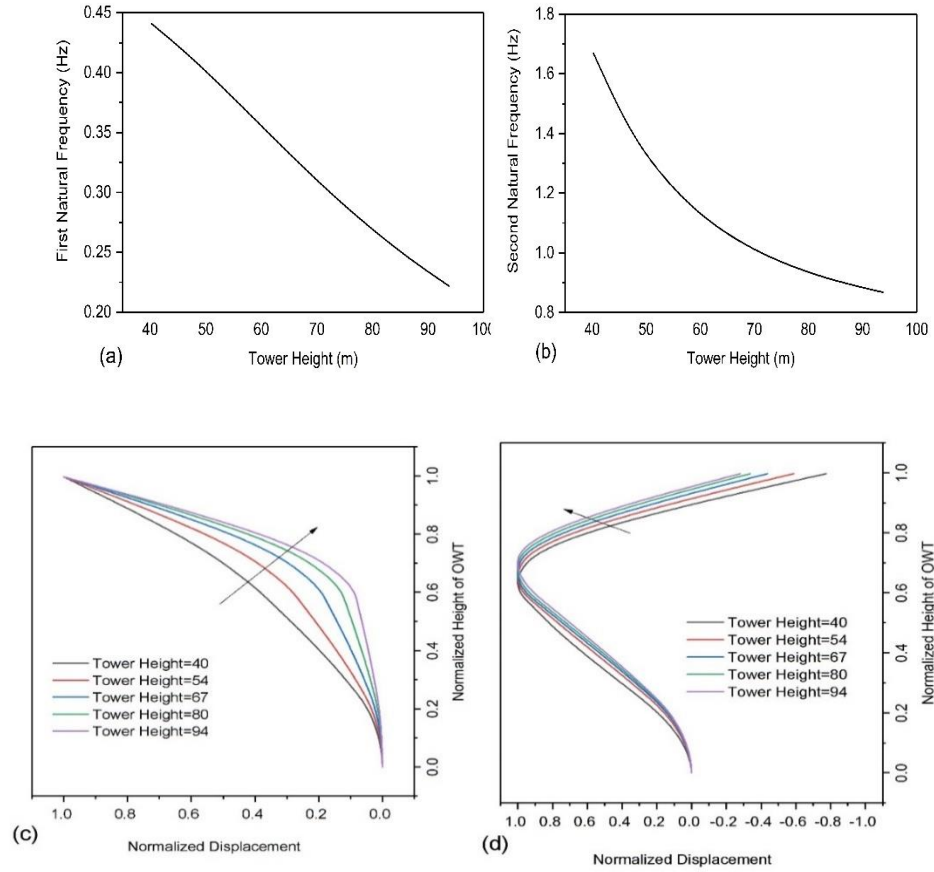 0.45
0.40
0.35
0.30
0.25
0.20
First Natural Frequency (Hz)
40 50 60 70 80 90
(a)
Tower Height (m)
1.8
1.6
1.4
1.2
1.0
0.8
Second Natural Frequency (Hz)
40 50 60 70 80 90 100
(b)
Tower Height (m)
Tower Height=40
Tower Height=54
Tower Height=67
Tower Height=80
Tower Height=94
1.0
0.8
0.6
0.4
0.2
0.0
Normalized Height of OWT
1.0 0.8 0.6 0.4 0.2 0.0
(c)
Normalized Displacement
Tower Height=40
Tower Height=54
Tower Height=67
Tower Height=80
Tower Height=94
1.0
0.8
0.6
0.4
0.2
0.0
Normalized Height of OWT
1.0 0.8 0.6 0.4 0.2 0.0 -0.2 -0.4 -0.6 -0.8 -1.0
(d)
Normalized Displacement